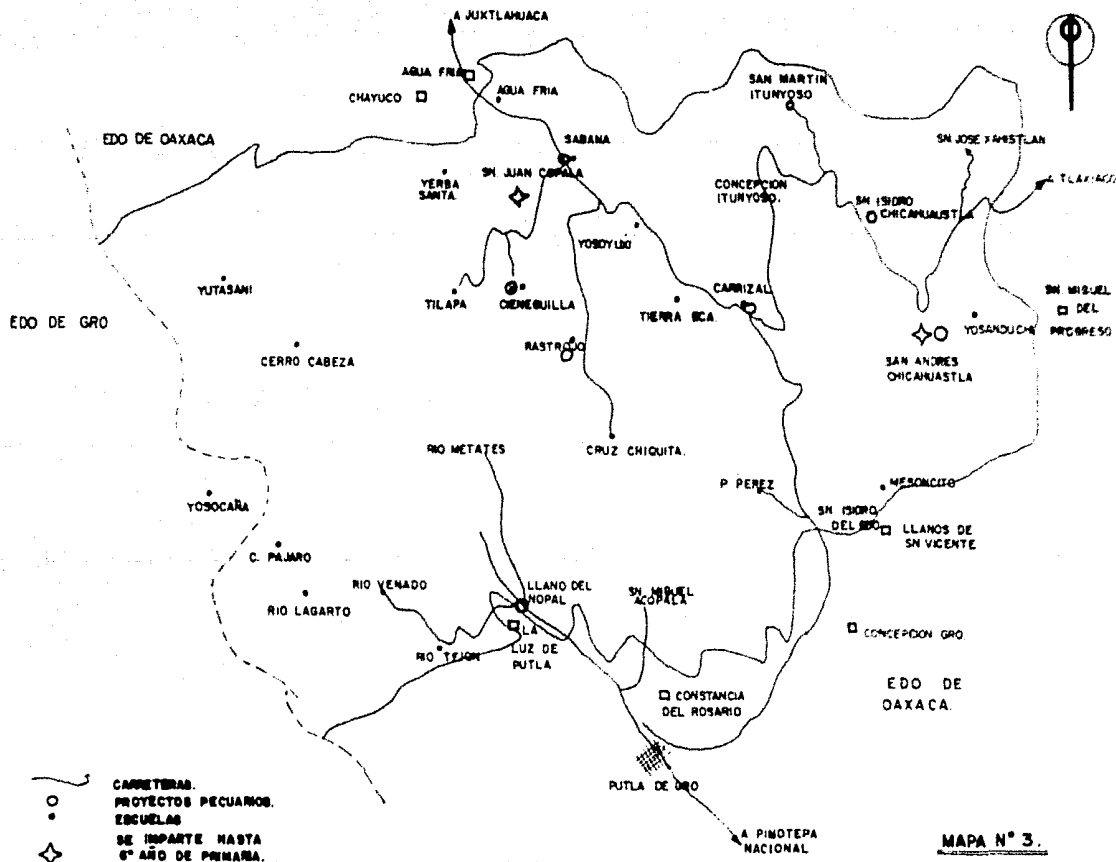 A JUXTLAHUACA
AGUA FRIA
CHAYUCO
AGUA FRIA
SAN MARTIN
ITUNYOSO
EDO DE OAXACA
SABANA
SN. JOSE XAHISTLAN
YERBA
SANTA.
SN. JUAN COPALA
CONCEPCION
ITUNYOSO.
A TLAXIACO
SN. ISIDRO
CHICAHUASTLA
YOSOYUXI
YUTASANI
TILAPA
CIENEGUILLA
TIERRA BCA.
CARRIZAL
SN. MIGUEL
DEL
PROGRESO
YOSANDUCHI
EDO DE GRO
CERRO CABEZA
RASTROJO
SAN ANDRES
CHICAHUASTLA
RIO METATES
CRUZ CHIQUITA.
P. PEREZ
MESONCITO
YOSOCAÑA
SN. ISIDRO
DEL
LLANOS DE
SN VICENTE
C. PAJARO
RIO VENADO
LLANO DEL
NOPAL
SN. MIGUEL
ACOPALA
RIO LAGARTO
LA
LUZ DE
PUTLA
RIO TEJON
CONCEPCION GRO.
CONSTANCIA
DEL ROSARIO
EDO DE
OAXACA.
PUTLA DE GRO
A PINOTEPA
NACIONAL
CARRETERAS.
PROYECTOS PECUARIOS.
ESCUELAS
SE IMPARTE HASTA
6° AÑO DE PRIMARIA.
MAPA N° 3.